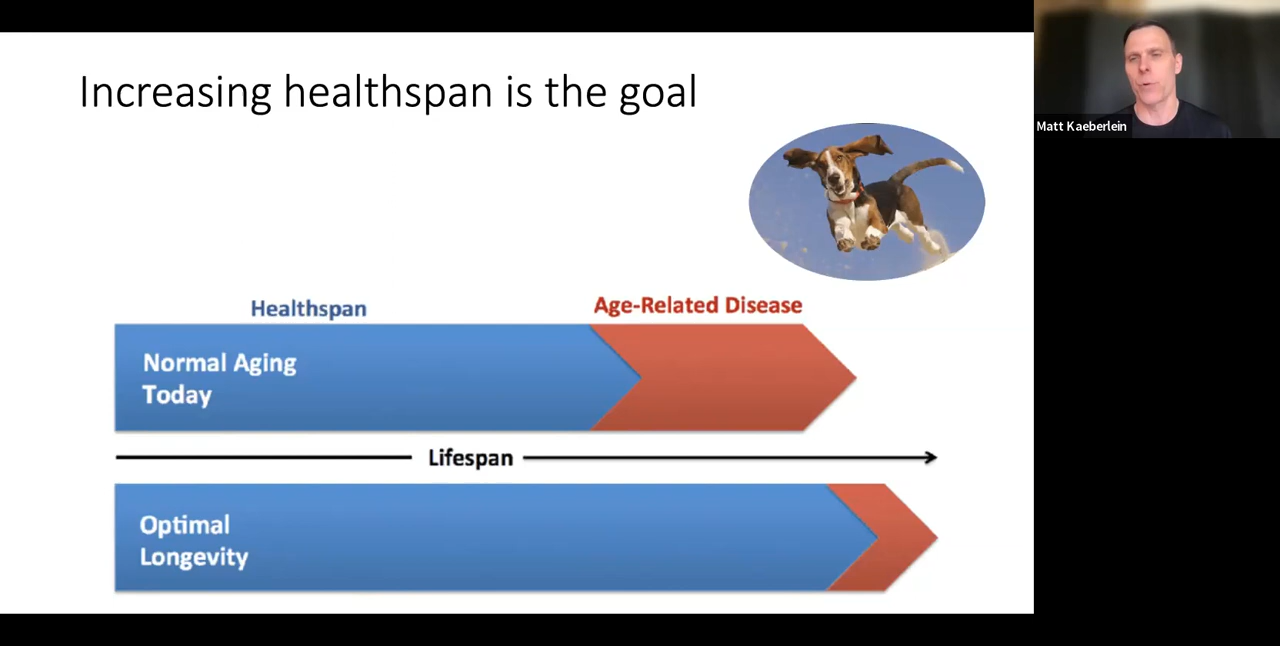 Increasing healthspan is the goal
Matt Kaeberlein
Healthspan
Age-Related Disease
Normal Aging
Today
Lifespan
Optimal
Longevity